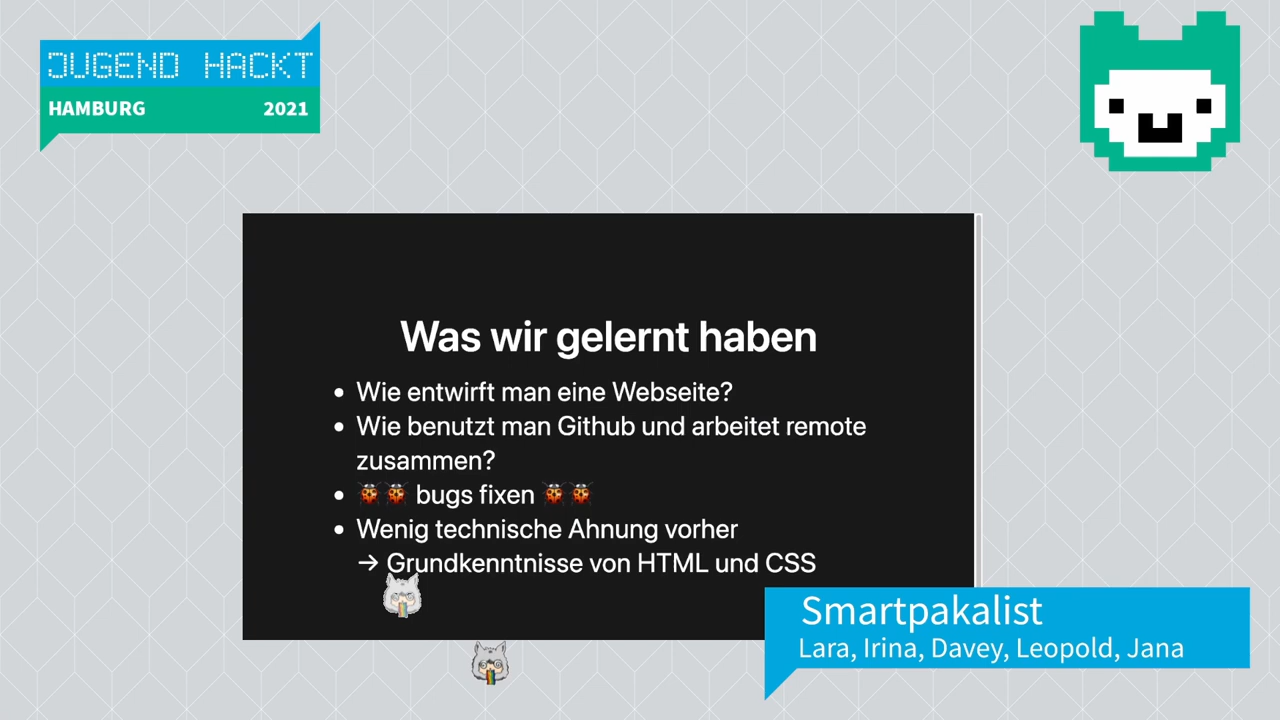 JUGEND HACKT
HAMBURG 2021
Was wir gelernt haben
• Wie entwirft man eine Webseite?
• Wie benutzt man Github und arbeitet remote
zusammen?
• 🐞🐞 bugs fixen 🐞🐞
• Wenig technische Ahnung vorher
→ Grundkenntnisse von HTML und CSS
Smartpakalist
Lara, Irina, Davey, Leopold, Jana